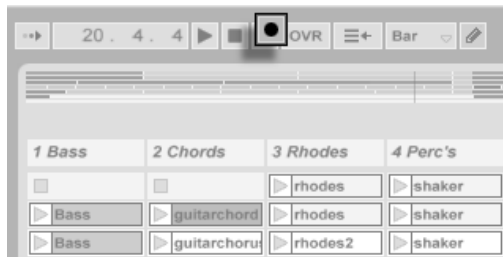 20. 4. 4 OVR Bar
1 Bass 2 Chords 3 Rhodes 4 Perc's
rhodes shaker
Bass guitarchord rhodes shaker
Bass guitarchorus rhodes2 shaker